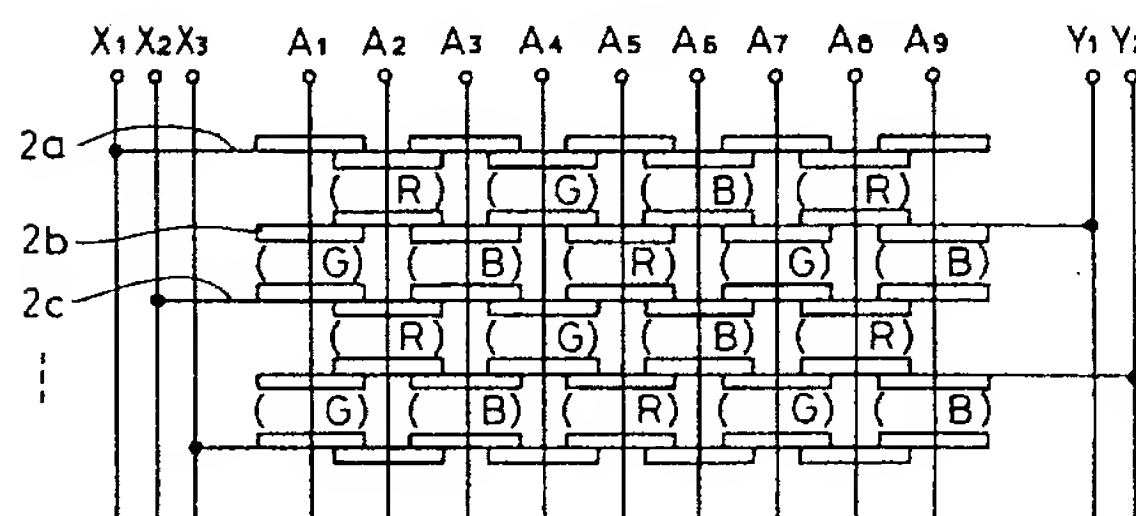 X1 X2 X3 A1 A2 A3 A4 A5 A6 A7 A8 A9 Y1 Y2
2a
(R) (G) (B) (R)
2b
(G) (B) (R) (G) (B)
2c
(R) (G) (B) (R)
(G) (B) (R) (G) (B)